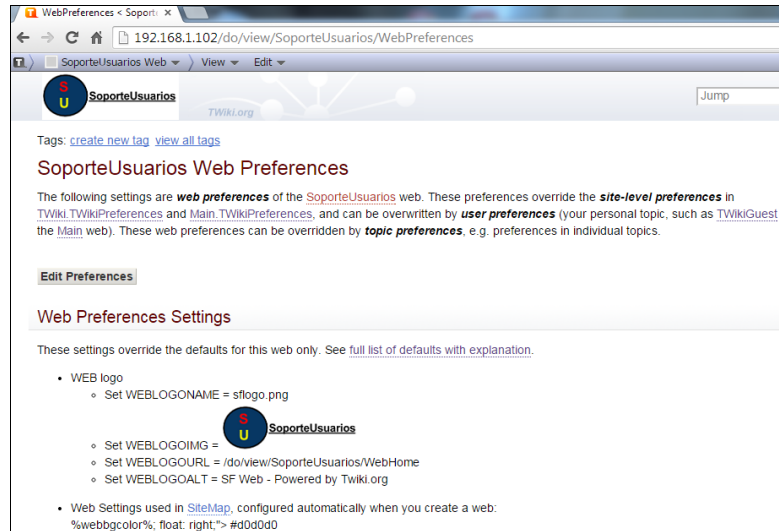 WebPreferences < Soport
192.168.1.102/do/view/SoporteUsuarios/WebPreferences
SoporteUsuarios Web View Edit
S
U
SoporteUsuarios
TWiki.org
Jump
Tags: create new tag view all tags
SoporteUsuarios Web Preferences
The following settings are web preferences of the SoporteUsuarios web. These preferences override the site-level preferences in
TWiki.TWikiPreferences and Main.TWikiPreferences, and can be overwritten by user preferences (your personal topic, such as TWikiGuest
the Main web). These web preferences can be overridden by topic preferences, e.g. preferences in individual topics.
Edit Preferences
Web Preferences Settings
These settings override the defaults for this web only. See full list of defaults with explanation.
• WEB logo
◦ Set WEBLOGONAME = sflogo.png
S
U
SoporteUsuarios
◦ Set WEBLOGOIMG =
◦ Set WEBLOGOURL = /do/view/SoporteUsuarios/WebHome
◦ Set WEBLOGOALT = SF Web - Powered by Twiki.org
• Web Settings used in SiteMap, configured automatically when you create a web:
%webbgcolor%; float: right;"> #d0d0d0